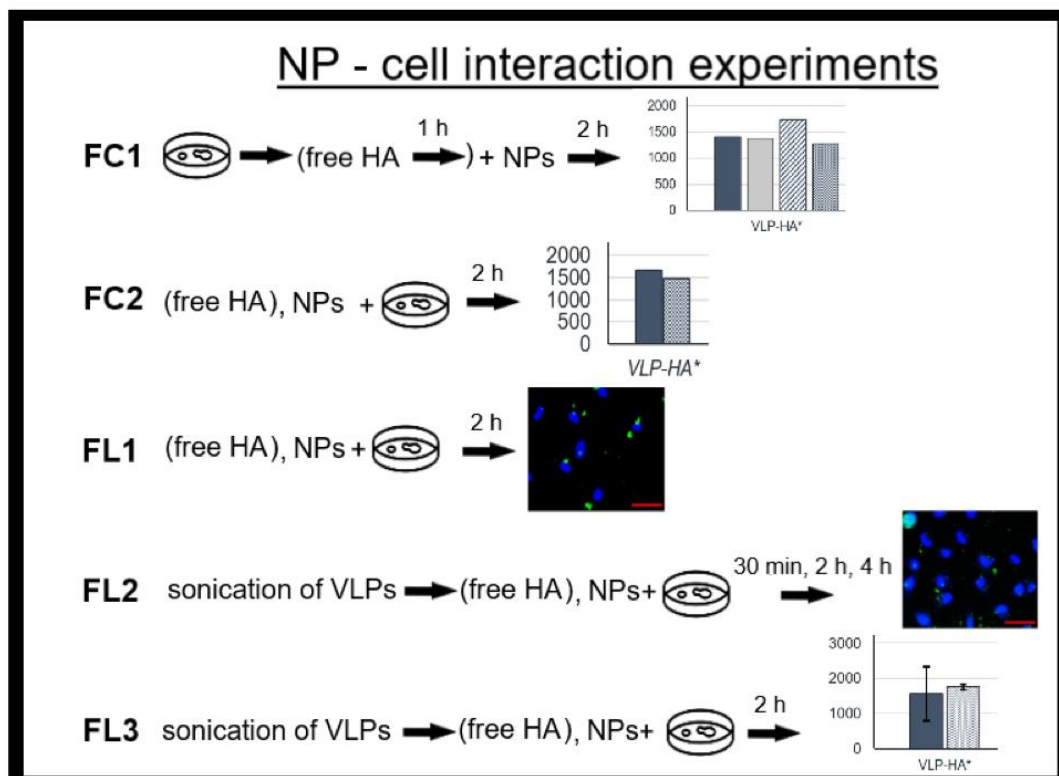 NP - cell interaction experiments
FC1 (free HA 1 h ) + NPs 2 h
2000
1500
1000
500
0
VLP-HA*
FC2 (free HA), NPs + 2 h
2000
1500
1000
500
0
VLP-HA*
FL1 (free HA), NPs + 2 h
FL2 sonication of VLPs (free HA), NPs+ 30 min, 2 h, 4 h
FL3 sonication of VLPs (free HA), NPs+ 2 h
3000
2000
1000
0
VLP-HA*